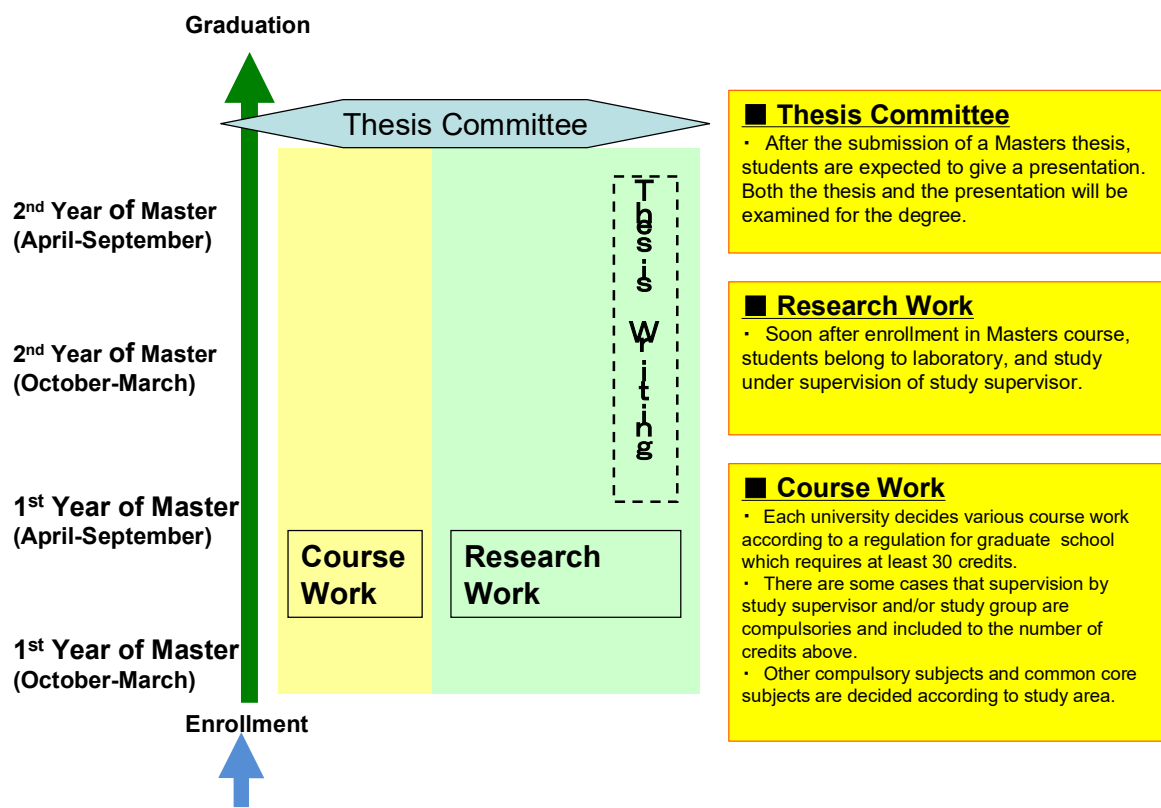 Graduation
Thesis Committee
2nd Year of Master
(April-September)
2nd Year of Master
(October-March)
1st Year of Master
(April-September)
1st Year of Master
(October-March)
Enrollment
Thesis Writing
Course
Work
Research
Work
■ Thesis Committee
・ After the submission of a Masters thesis,
students are expected to give a presentation.
Both the thesis and the presentation will be
examined for the degree.
■ Research Work
・ Soon after enrollment in Masters course,
students belong to laboratory, and study
under supervision of study supervisor.
■ Course Work
・ Each university decides various course work
according to a regulation for graduate school
which requires at least 30 credits.
・ There are some cases that supervision by
study supervisor and/or study group are
compulsories and included to the number of
credits above.
・ Other compulsory subjects and common core
subjects are decided according to study area.